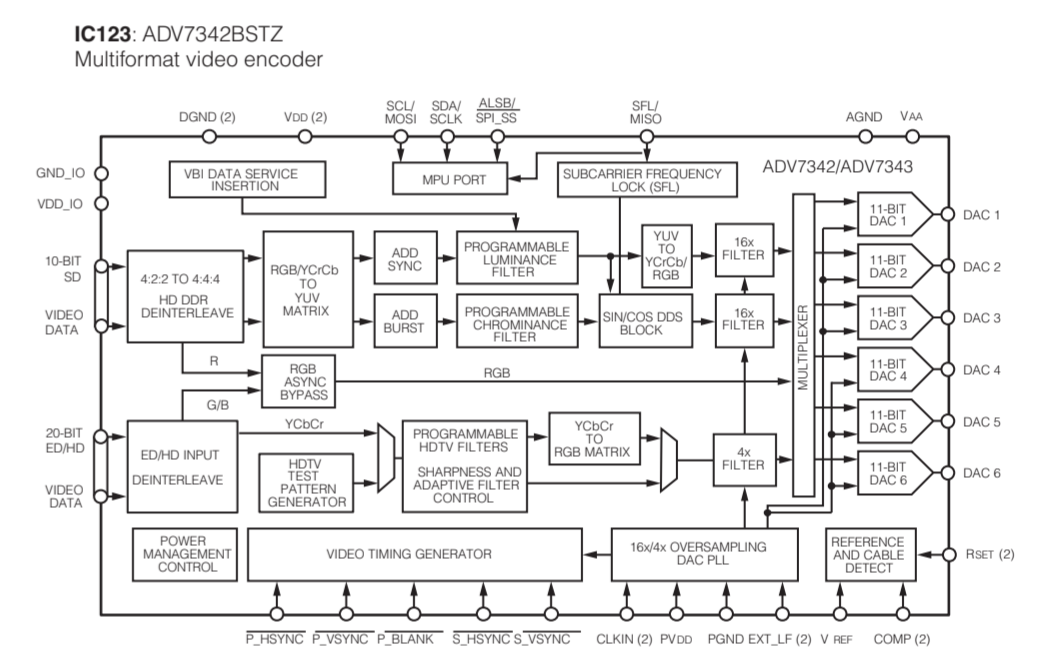 IC123: ADV7342BSTZ
Multiformat video encoder
DGND (2)
VDD (2)
SCL/
MOSI
SDA/
SCLK
ALSB/
SPI_SS
SFL/
MISO
AGND
VAA
GND_IO
VDD_IO
VBI DATA SERVICE
INSERTION
MPU PORT
SUBCARRIER FREQUENCY
LOCK (SFL)
ADV7342/ADV7343
10-BIT
SD
VIDEO
DATA
4:2:2 TO 4:4:4
HD DDR
DEINTERLEAVE
RGB/YCrCb
TO
YUV
MATRIX
ADD
SYNC
PROGRAMMABLE
LUMINANCE
FILTER
YUV
TO
YCrCb/
RGB
16x
FILTER
ADD
BURST
PROGRAMMABLE
CHROMINANCE
FILTER
SIN/COS DDS
BLOCK
16x
FILTER
MULTIPLEXER
11-BIT
DAC 1
DAC 1
11-BIT
DAC 2
DAC 2
11-BIT
DAC 3
DAC 3
11-BIT
DAC 4
DAC 4
11-BIT
DAC 5
DAC 5
11-BIT
DAC 6
DAC 6
R
G/B
RGB
ASYNC
BYPASS
RGB
20-BIT
ED/HD
VIDEO
DATA
ED/HD INPUT
DEINTERLEAVE
YCbCr
HDTV
TEST
PATTERN
GENERATOR
PROGRAMMABLE
HDTV FILTERS
SHARPNESS AND
ADAPTIVE FILTER
CONTROL
YCbCr
TO
RGB MATRIX
4x
FILTER
POWER
MANAGEMENT
CONTROL
VIDEO TIMING GENERATOR
16x/4x OVERSAMPLING
DAC PLL
REFERENCE
AND CABLE
DETECT
RSET (2)
P_HSYNC
P_VSYNC
P_BLANK
S_HSYNC
S_VSYNC
CLKIN (2)
PVDD
PGND
EXT_LF (2)
V REF
COMP (2)